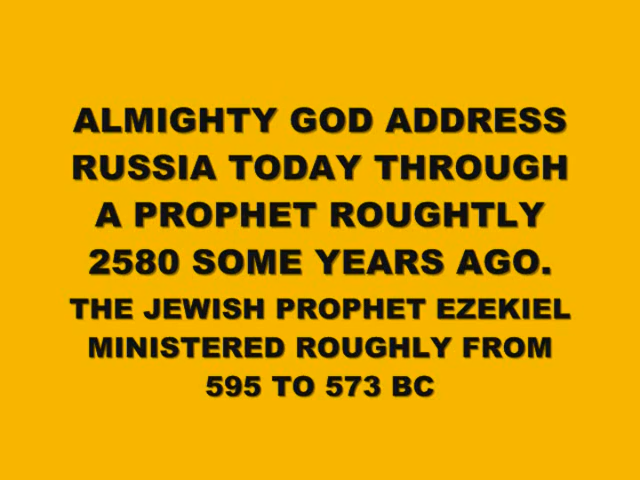 ALMIGHTY GOD ADDRESS
RUSSIA TODAY THROUGH
A PROPHET ROUGHTLY
2580 SOME YEARS AGO.
THE JEWISH PROPHET EZEKIEL
MINISTERED ROUGHLY FROM
595 TO 573 BC